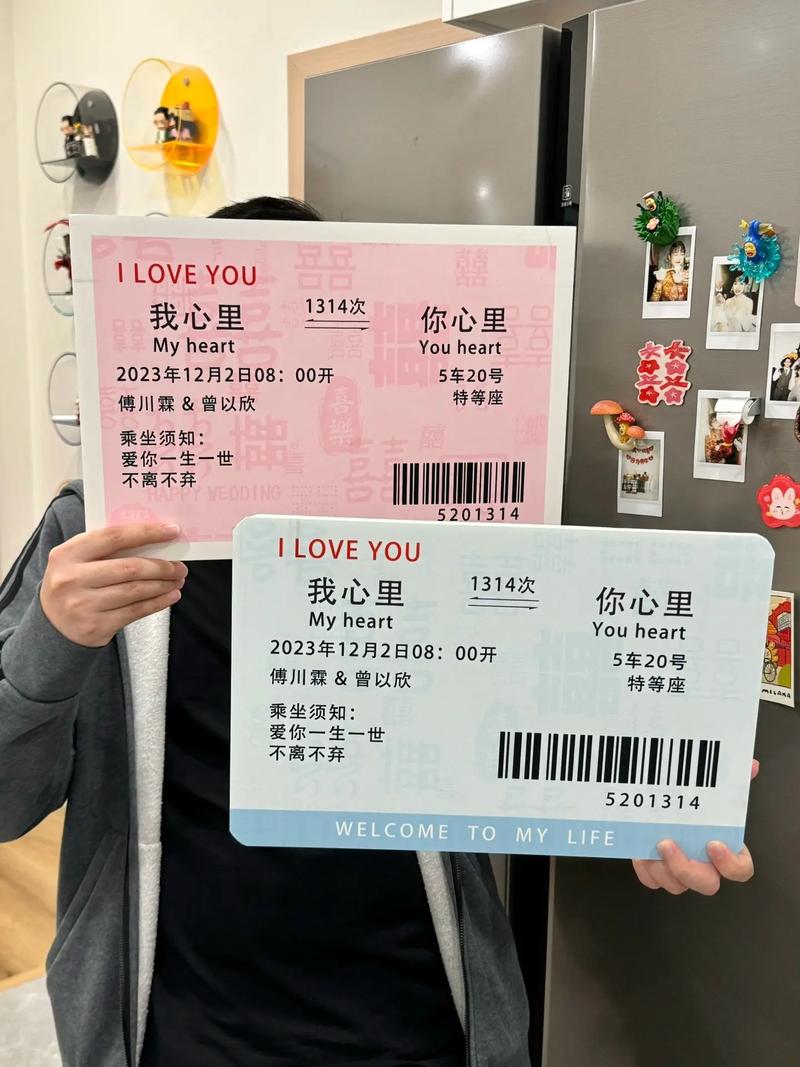 I LOVE YOU
我心里
1314次
你心里
My heart
You heart
2023年12月2日08：00开
5车20号
傅川霖 & 曾以欣
特等座
乘坐须知：
爱你一生一世
不离不弃
喜樂
囍
HAPPY WEDDING
5201314
I LOVE YOU
我心里
1314次
你心里
My heart
You heart
2023年12月2日08：00开
5车20号
傅川霖 & 曾以欣
特等座
乘坐须知：
爱你一生一世
不离不弃
5201314
WELCOME TO MY LIFE
MELAKA